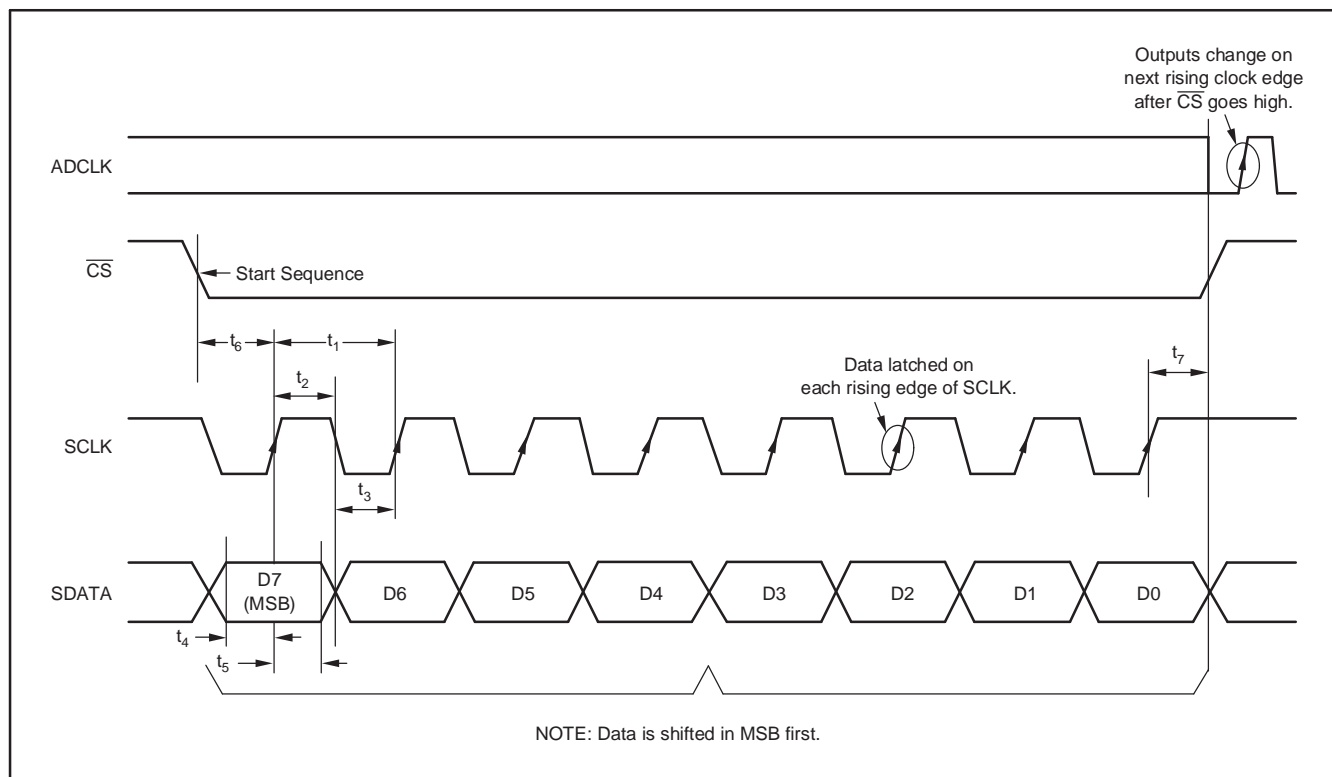 Outputs change on
next rising clock edge
after C̅S̅ goes high.
ADCLK
C̅S̅
Start Sequence
t₆
t₁
t₂
t₇
Data latched on
each rising edge of SCLK.
SCLK
t₃
SDATA
D7
(MSB)
D6
D5
D4
D3
D2
D1
D0
t₄
t₅
NOTE: Data is shifted in MSB first.